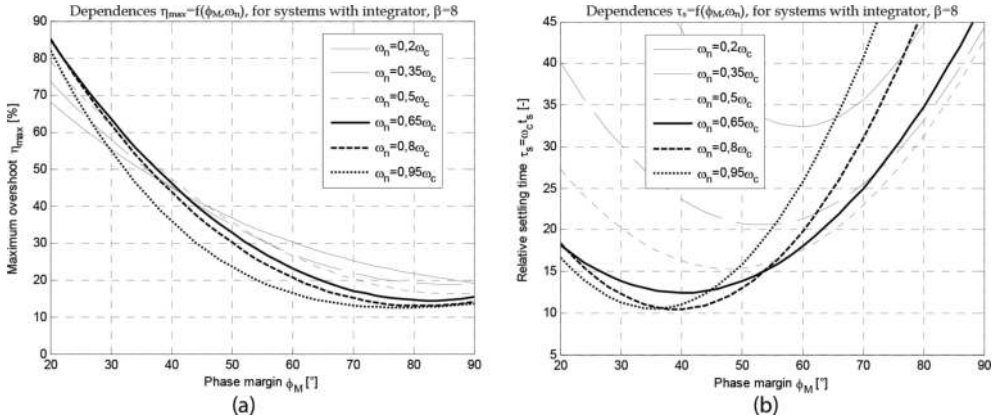 Dependences ηmax=f(ϕM,ωn), for systems with integrator, β=8
90
80
70
60
50
40
30
20
10
0
Maximum overshoot ηmax [%]
ωn=0,2ωc
ωn=0,35ωc
ωn=0,5ωc
ωn=0,65ωc
ωn=0,8ωc
ωn=0,95ωc
20 30 40 50 60 70 80 90
Phase margin ϕM [°]
(a)
Dependences τs=f(ϕM,ωn), for systems with integrator, β=8
45
40
35
30
25
20
15
10
5
0
Relative settling time τs=ωcts [-]
ωn=0,2ωc
ωn=0,35ωc
ωn=0,5ωc
ωn=0,65ωc
ωn=0,8ωc
ωn=0,95ωc
20 30 40 50 60 70 80 90
Phase margin ϕM [°]
(b)